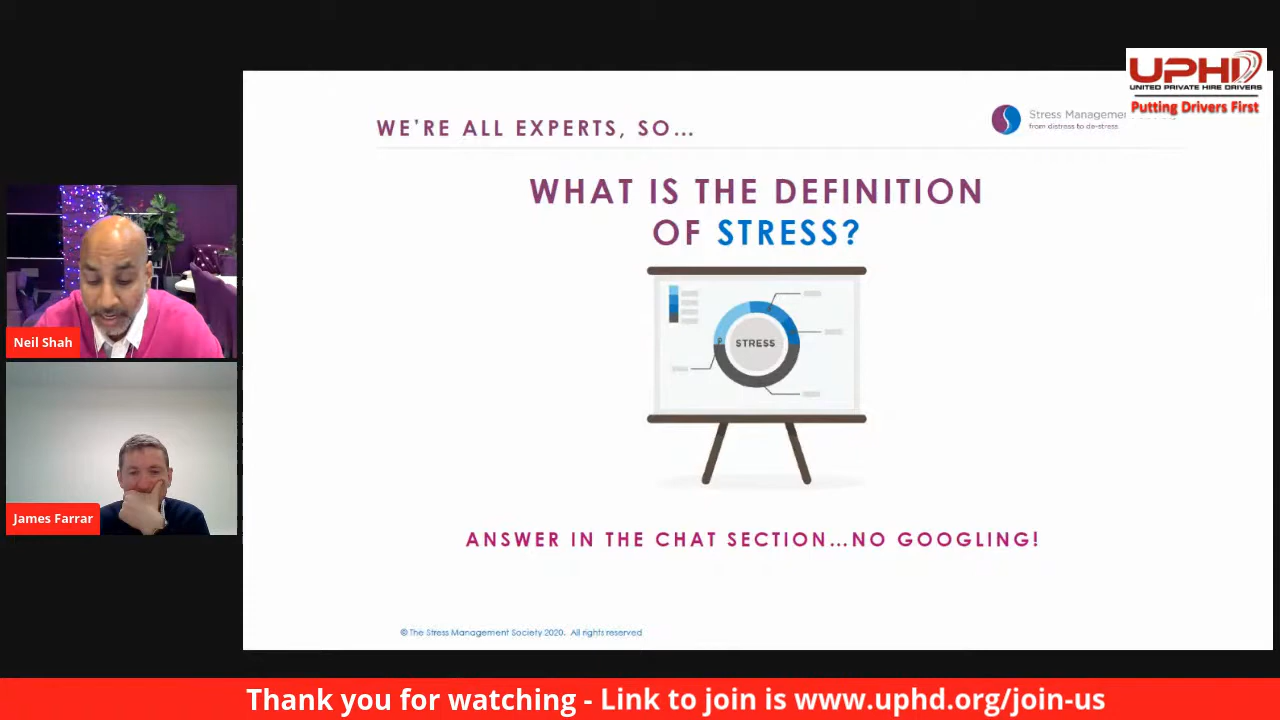 UPHD
UNITED PRIVATE HIRE DRIVERS
Putting Drivers First
WE'RE ALL EXPERTS, SO...
Stress Managemen
from distress to de-stress
WHAT IS THE DEFINITION
OF STRESS?
STRESS
Neil Shah
James Farrar
ANSWER IN THE CHAT SECTION...NO GOOGLING!
© The Stress Management Society 2020. All rights reserved
Thank you for watching - Link to join is www.uphd.org/join-us